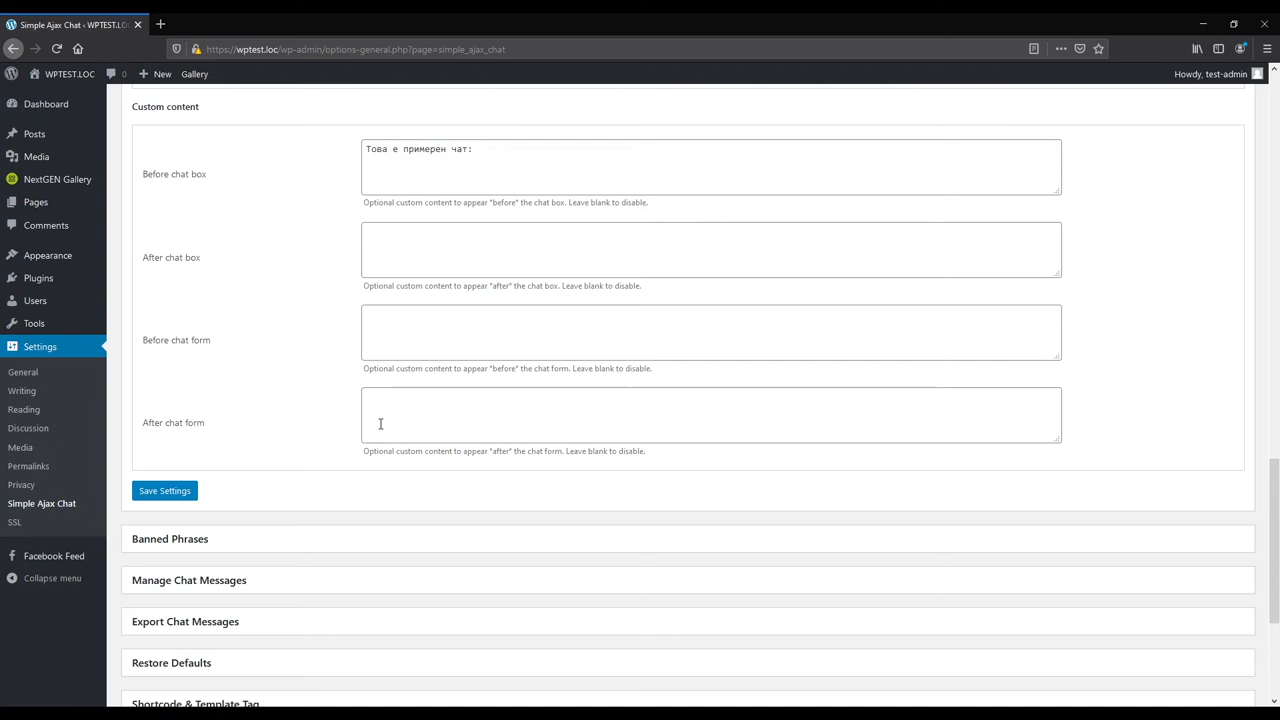 Simple Ajax Chat ‹ WPTEST.LO
https://wptest.loc/wp-admin/options-general.php?page=simple_ajax_chat
WPTEST.LOC
0
New
Gallery
Howdy, test-admin
Dashboard
Posts
Media
NextGEN Gallery
Pages
Comments
Appearance
Plugins
Users
Tools
Settings
General
Writing
Reading
Discussion
Media
Permalinks
Privacy
Simple Ajax Chat
SSL
Facebook Feed
Collapse menu
Custom content
Before chat box
Това е примерен чат:
Optional custom content to appear "before" the chat box. Leave blank to disable.
After chat box
Optional custom content to appear "after" the chat box. Leave blank to disable.
Before chat form
Optional custom content to appear "before" the chat form. Leave blank to disable.
After chat form
Optional custom content to appear "after" the chat form. Leave blank to disable.
Save Settings
Banned Phrases
Manage Chat Messages
Export Chat Messages
Restore Defaults
Shortcode & Template Tag